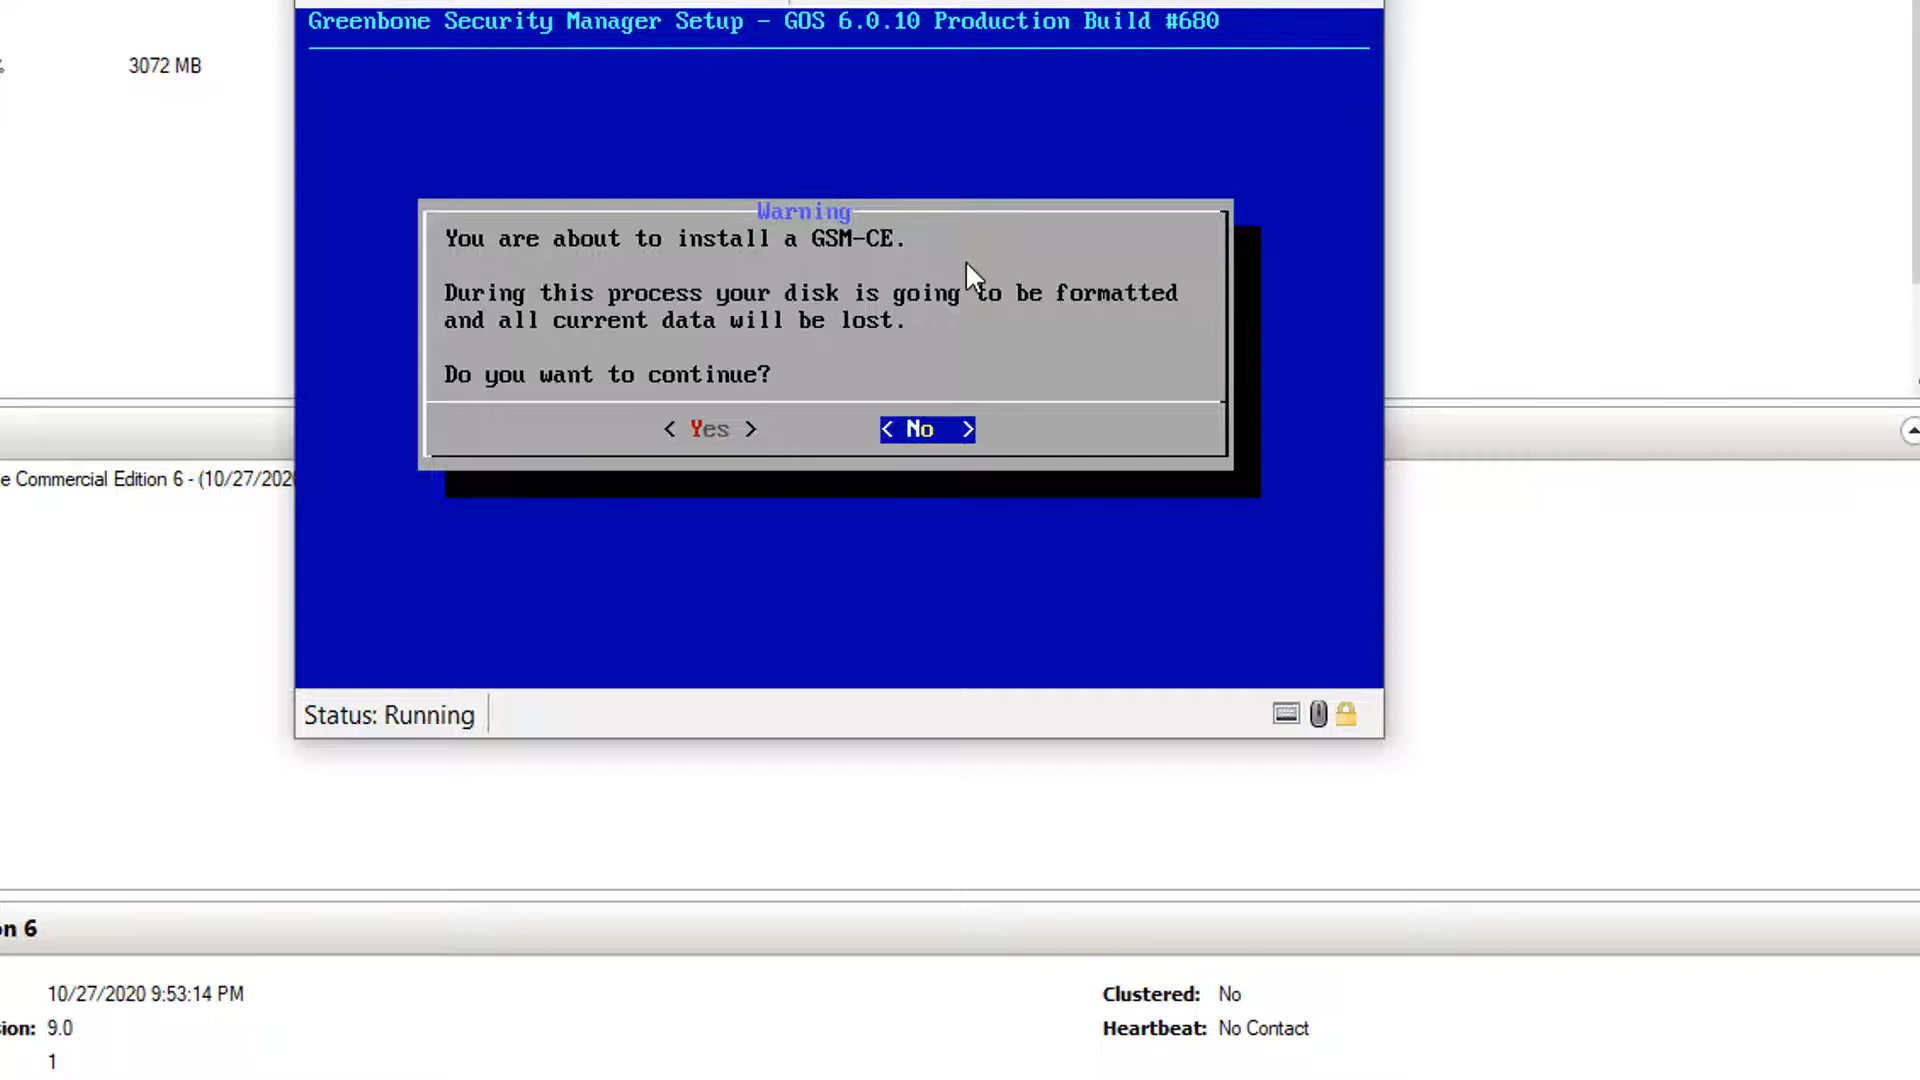 Greenbone Security Manager Setup - GOS 6.0.10 Production Build #680
3072 MB
Warning
You are about to install a GSM-CE.
During this process your disk is going to be formatted
and all current data will be lost.
Do you want to continue?
< Yes >
< No >
e Commercial Edition 6 - (10/27/202
Status: Running
on 6
10/27/2020 9:53:14 PM
Clustered: No
sion: 9.0
Heartbeat: No Contact
1